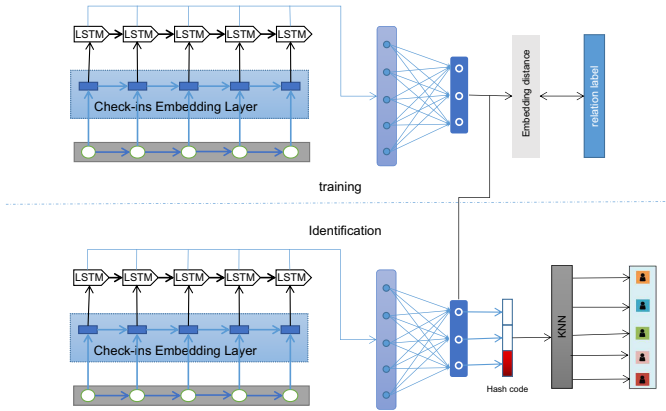 LSTM LSTM LSTM LSTM LSTM
Check-ins Embedding Layer
Embedding distance
relation label
training
Identification
LSTM LSTM LSTM LSTM LSTM
Check-ins Embedding Layer
Hash code
KNN